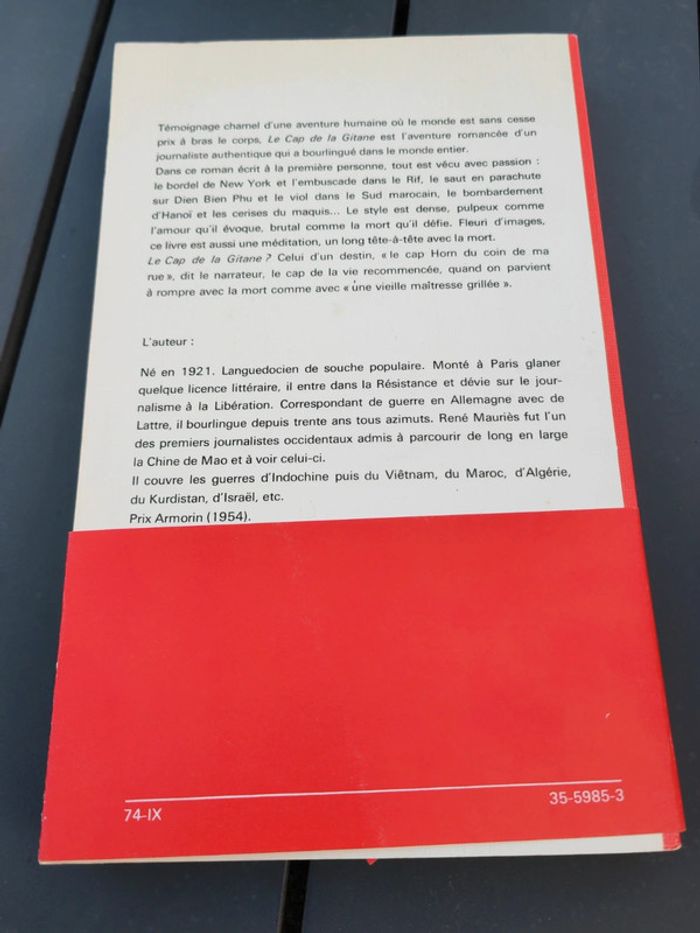 Témoignage charnel d'une aventure humaine où le monde est sans cesse
prix à bras le corps, Le Cap de la Gitane est l'aventure romancée d'un
journaliste authentique qui a bourlingué dans le monde entier.
Dans ce roman écrit à la première personne, tout est vécu avec passion :
le bordel de New York et l'embuscade dans le Rif, le saut en parachute
sur Dien Bien Phu et le viol dans le Sud marocain, le bombardement
d'Hanoï et les cerises du maquis... Le style est dense, pulpeux comme
l'amour qu'il évoque, brutal comme la mort qu'il défie. Fleuri d'images,
ce livre est aussi une méditation, un long tête-à-tête avec la mort.
Le Cap de la Gitane ? Celui d'un destin, « le cap Horn du coin de ma
rue », dit le narrateur, le cap de la vie recommencée, quand on parvient
à rompre avec la mort comme avec « une vieille maîtresse grillée ».
L'auteur :
Né en 1921. Languedocien de souche populaire. Monté à Paris glaner
quelque licence littéraire, il entre dans la Résistance et dévie sur le jour-
nalisme à la Libération. Correspondant de guerre en Allemagne avec de
Lattre, il bourlingue depuis trente ans tous azimuts. René Mauriès fut l'un
des premiers journalistes occidentaux admis à parcourir de long en large
la Chine de Mao et à voir celui-ci.
Il couvre les guerres d'Indochine puis du Viêtnam, du Maroc, d'Algérie,
du Kurdistan, d'Israël, etc.
Prix Armorin (1954).
74-IX
35-5985-3